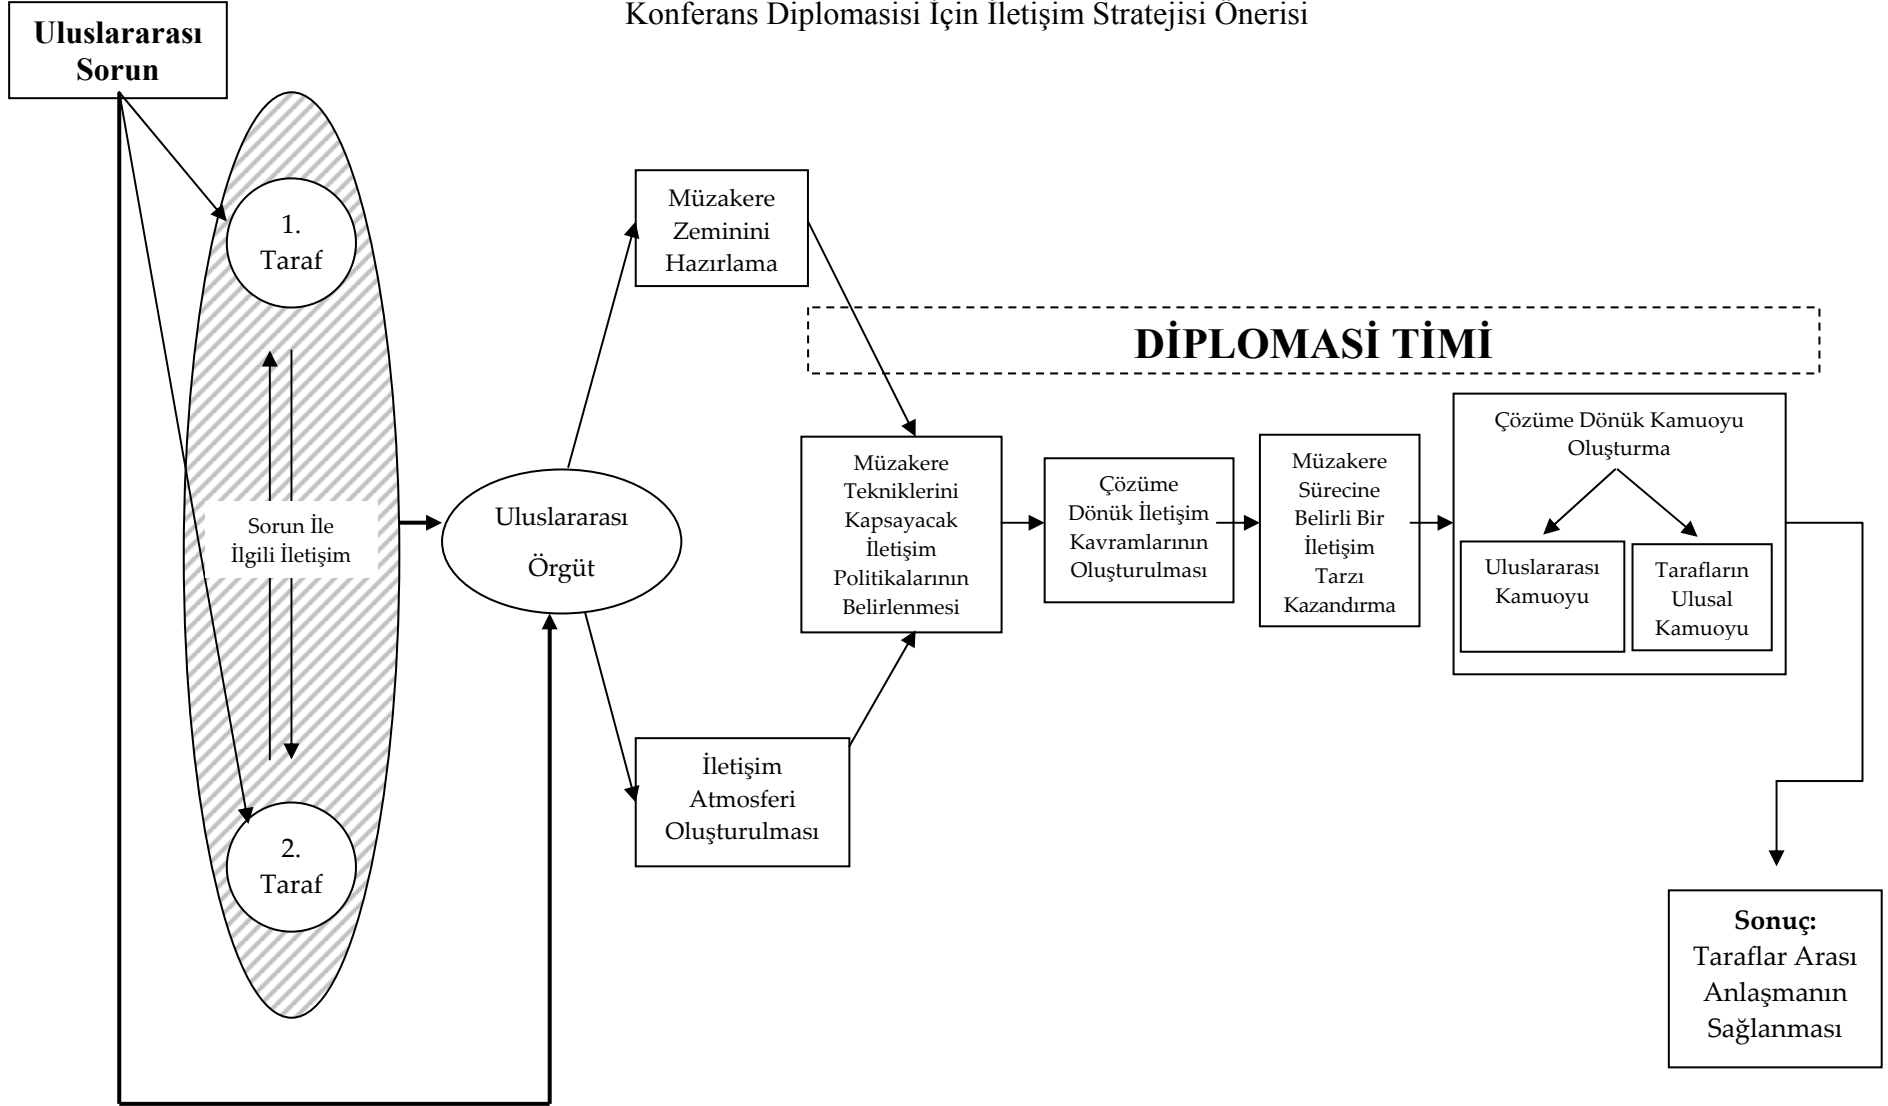 Konferans Diplomasisi İçin İletişim Stratejisi Önerisi
Uluslararası
Sorun
1.
Taraf
Sorun İle
İlgili İletişim
2.
Taraf
Uluslararası
Örgüt
Müzakere
Zeminini
Hazırlama
İletişim
Atmosferi
Oluşturulması
DİPLOMASİ TİMİ
Müzakere
Tekniklerini
Kapsayacak
İletişim
Politikalarının
Belirlenmesi
Çözüme
Dönük İletişim
Kavramlarının
Oluşturulması
Müzakere
Sürecine
Belirli Bir
İletişim
Tarzı
Kazandırma
Çözüme Dönük Kamuoyu
Oluşturma
Uluslararası
Kamuoyu
Tarafların
Ulusal
Kamuoyu
Sonuç:
Taraflar Arası
Anlaşmanın
Sağlanması